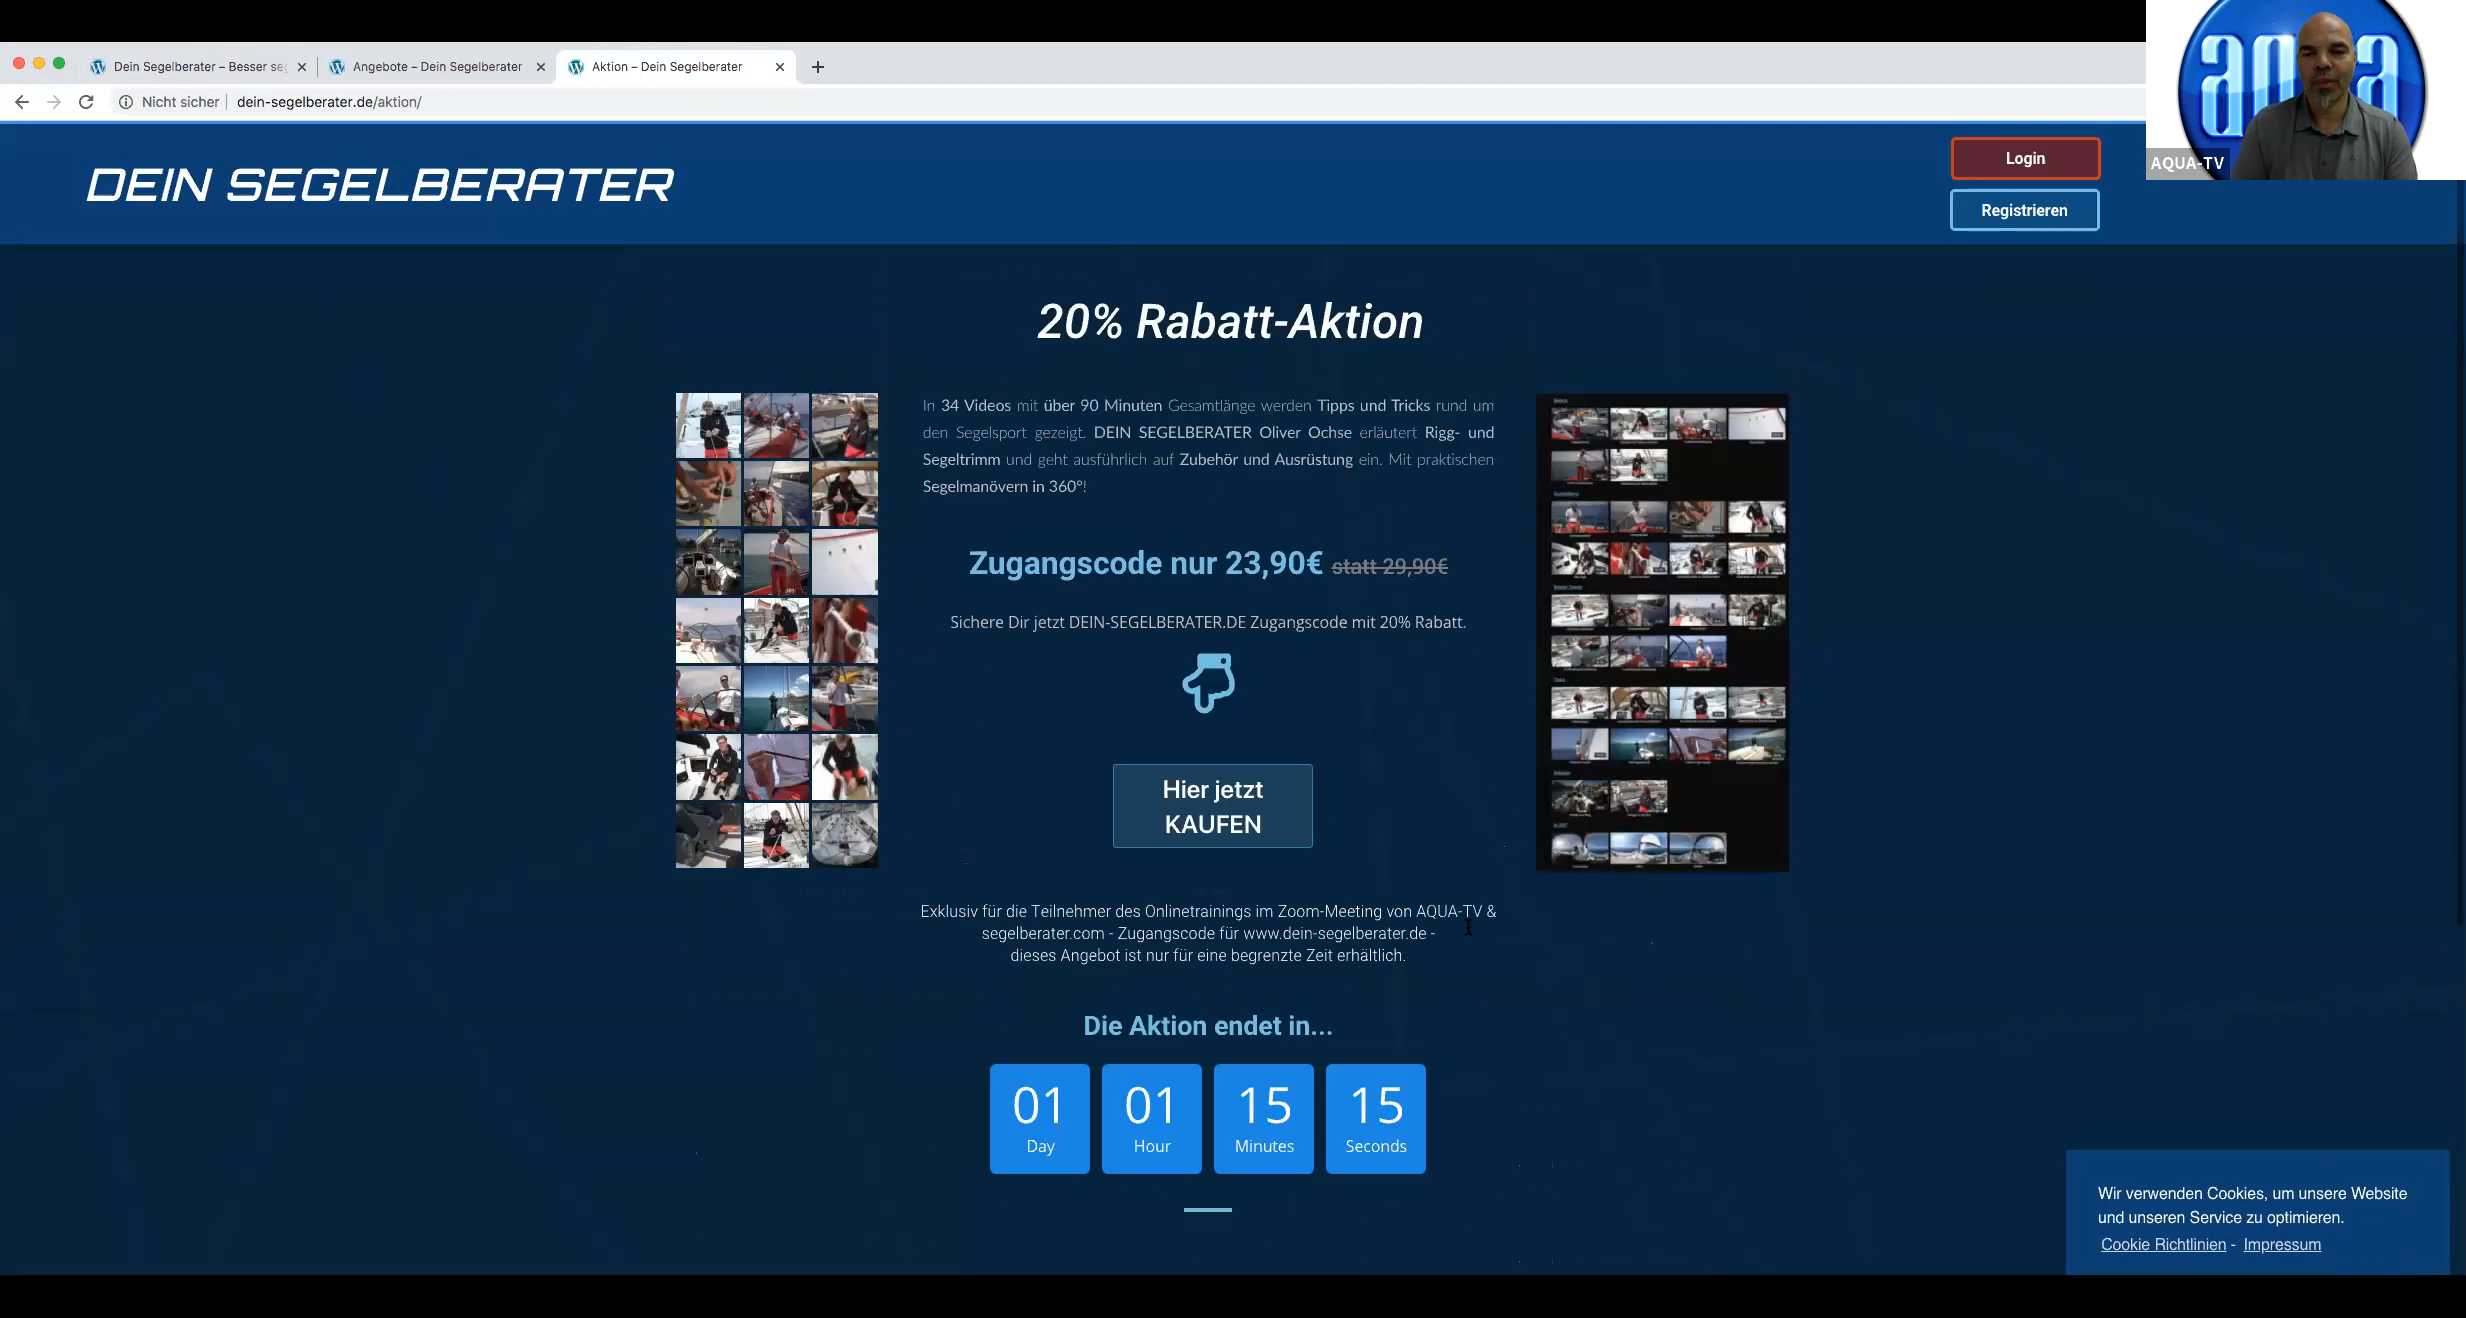 Dein Segelberater – Besser se
Angebote – Dein Segelberater
Aktion – Dein Segelberater
Nicht sicher
dein-segelberater.de/aktion/
aqua
AQUA-TV
DEIN SEGELBERATER
Login
Registrieren
20% Rabatt-Aktion
In 34 Videos mit über 90 Minuten Gesamtlänge werden Tipps und Tricks rund um
den Segelsport gezeigt. DEIN SEGELBERATER Oliver Ochse erläutert Rigg- und
Segeltrimm und geht ausführlich auf Zubehör und Ausrüstung ein. Mit praktischen
Segelmanövern in 360°!
Zugangscode nur 23,90€ statt 29,90€
Sichere Dir jetzt DEIN-SEGELBERATER.DE Zugangscode mit 20% Rabatt.
Hier jetzt
KAUFEN
Exklusiv für die Teilnehmer des Onlinetrainings im Zoom-Meeting von AQUA-TV &
segelberater.com - Zugangscode für www.dein-segelberater.de -
dieses Angebot ist nur für eine begrenzte Zeit erhältlich.
Die Aktion endet in...
01 01 15 15
Day Hour Minutes Seconds
Wir verwenden Cookies, um unsere Website
und unseren Service zu optimieren.
Cookie Richtlinien - Impressum